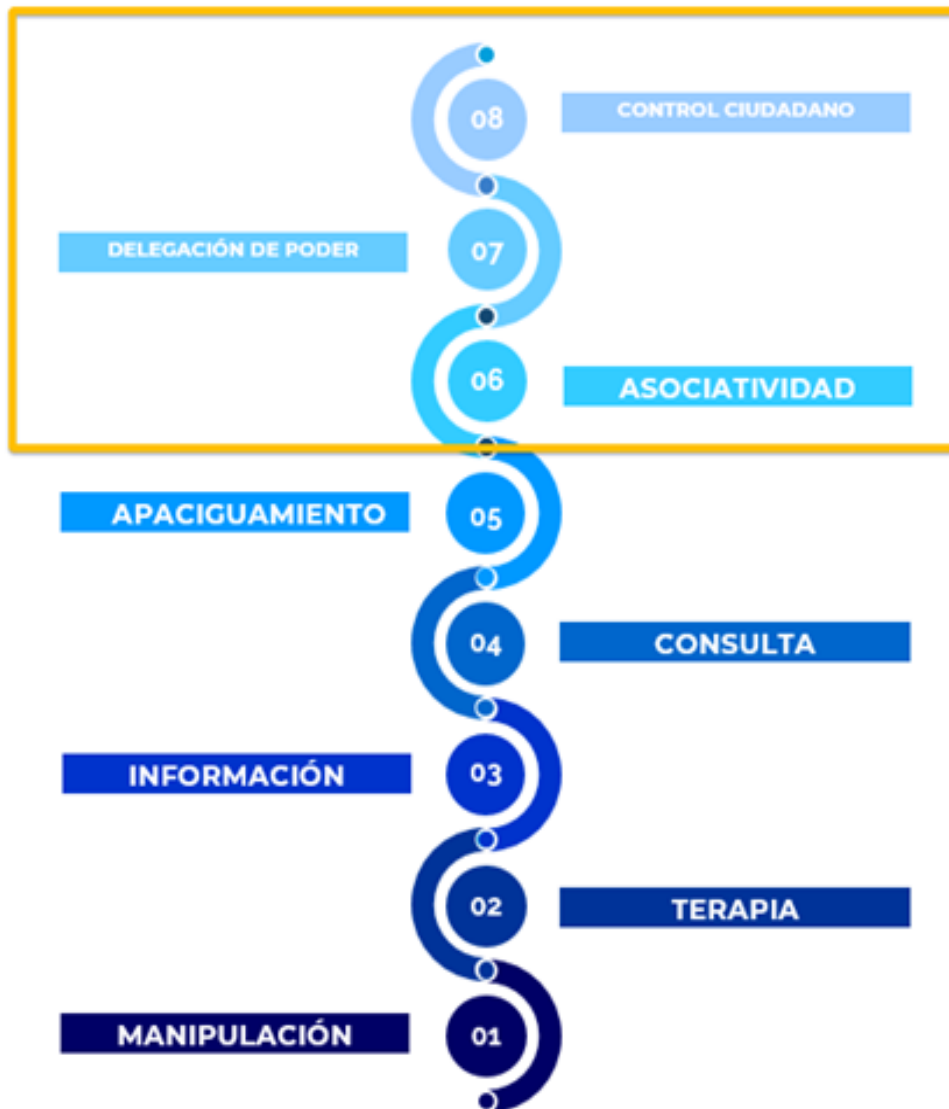 08
CONTROL CIUDADANO
DELEGACIÓN DE PODER
07
06
ASOCIATIVIDAD
APACIGUAMIENTO
05
04
CONSULTA
INFORMACIÓN
03
02
TERAPIA
MANIPULACIÓN
01